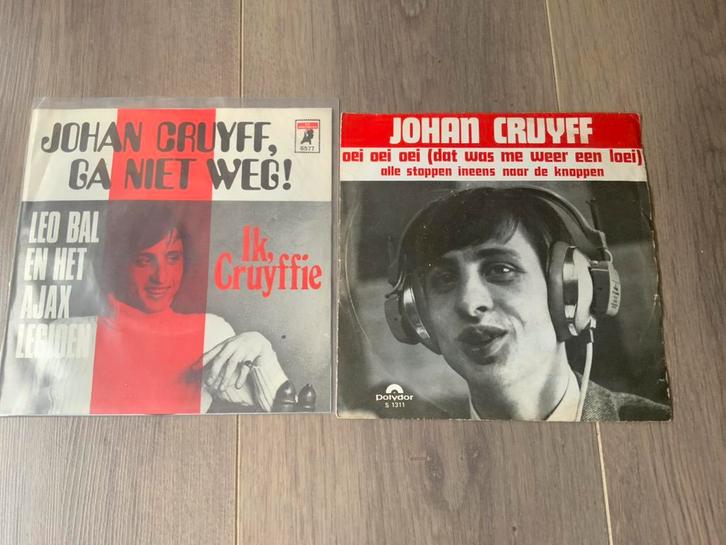 JOHAN CRUYFF,
GA NIET WEG!
6577
LEO BAL
EN HET
AJAX
LEGIOEN
Ik,
Cruyffie
JOHAN CRUYFF
oei oei oei (dat was me weer een loei)
alle stoppen ineens naar de knoppen
polydor
S 1311